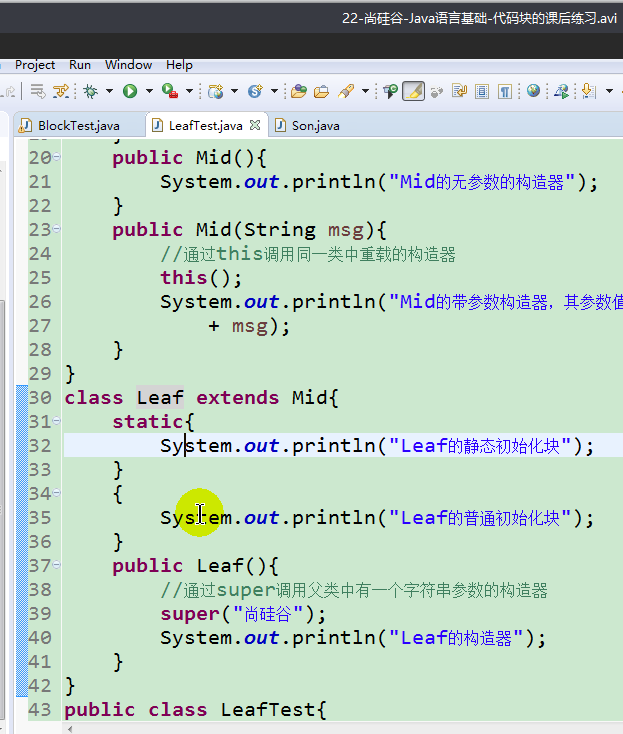 22-尚硅谷-Java语言基础-代码块的课后练习.avi
Project Run Window Help
BlockTest.java LeafTest.java Son.java
20 public Mid(){
21 System.out.println("Mid的无参数的构造器");
22 }
23 public Mid(String msg){
24 //通过this调用同一类中重载的构造器
25 this();
26 System.out.println("Mid的带参数构造器，其参数值
27 + msg);
28 }
29 }
30 class Leaf extends Mid{
31 static{
32 System.out.println("Leaf的静态初始化块");
33 }
34 {
35 System.out.println("Leaf的普通初始化块");
36 }
37 public Leaf(){
38 //通过super调用父类中有一个字符串参数的构造器
39 super("尚硅谷");
40 System.out.println("Leaf的构造器");
41 }
42 }
43 public class LeafTest{